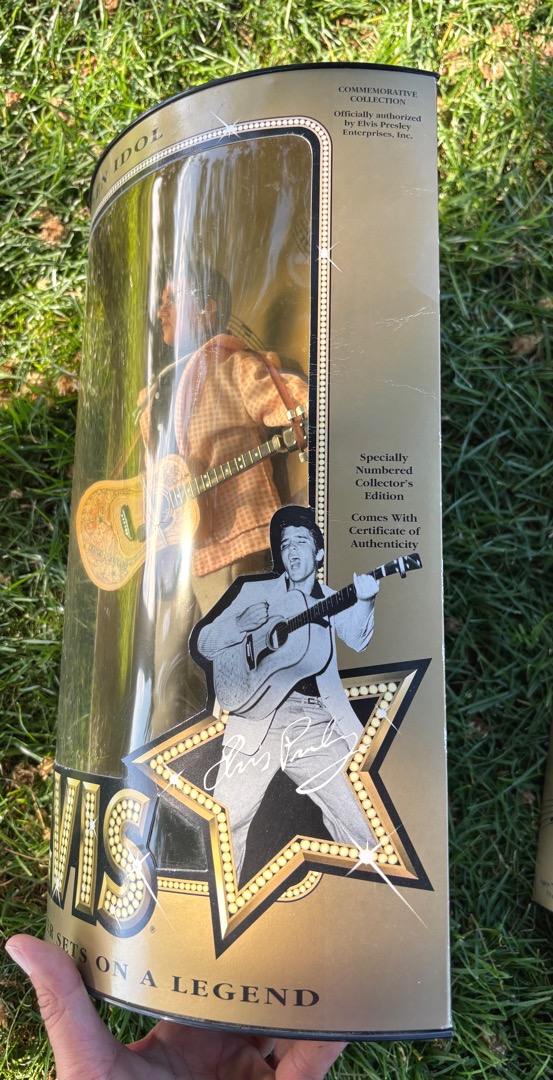 N IDOL
COMMEMORATIVE
COLLECTION
Officially authorized
by Elvis Presley
Enterprises, Inc.
Specially
Numbered
Collector's
Edition
Comes With
Certificate of
Authenticity
Elvis Presley
VIS®
R SETS ON A LEGEND